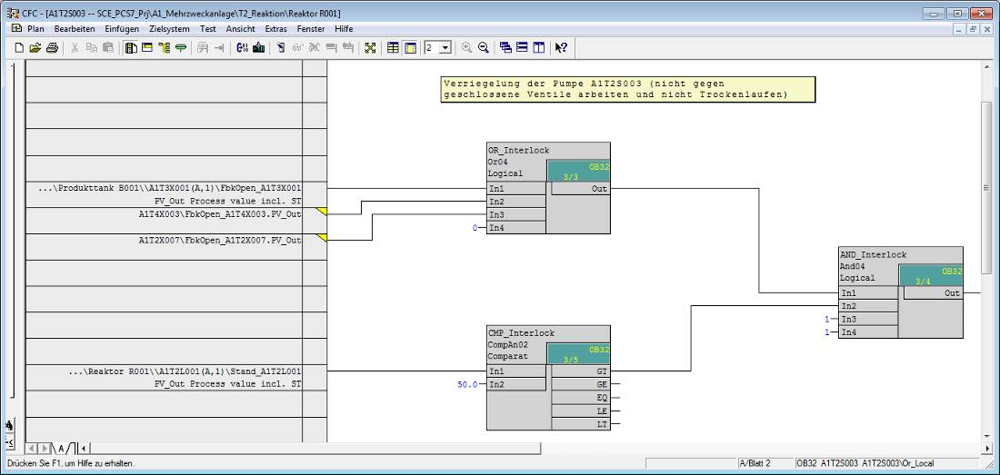 CFC - [A1T2S003 -- SCE_PCS7_Prj\A1_Mehrzweckanlage\T2_Reaktion\Reaktor R001]
Plan Bearbeiten Einfügen Zielsystem Test Ansicht Extras Fenster Hilfe
2
Verriegelung der Pumpe A1T2S003 (nicht gegen
geschlossene Ventile arbeiten und nicht Trockenlaufen)
OR_Interlock
Or04
OB32
Logical
3/3
...\Produkttank B001\\A1T3X001(A,1)\FbkOpen_A1T3X001
In1
Out
PV_Out Process value incl. ST
In2
A1T4X003\FbkOpen_A1T4X003.PV_Out
In3
0
In4
A1T2X007\FbkOpen_A1T2X007.PV_Out
AND_Interlock
And04
OB32
Logical
3/4
In1
Out
In2
1
In3
1
In4
CMP_Interlock
CompAn02
OB32
Comparat
3/5
...\Reaktor R001\\A1T2L001(A,1)\Stand_A1T2L001
In1
GT
PV_Out Process value incl. ST
50.0
In2
GE
EQ
LE
LT
A
Drücken Sie F1, um Hilfe zu erhalten.
A/Blatt 2
OB32 A1T2S003 A1T2S003\Or_Local